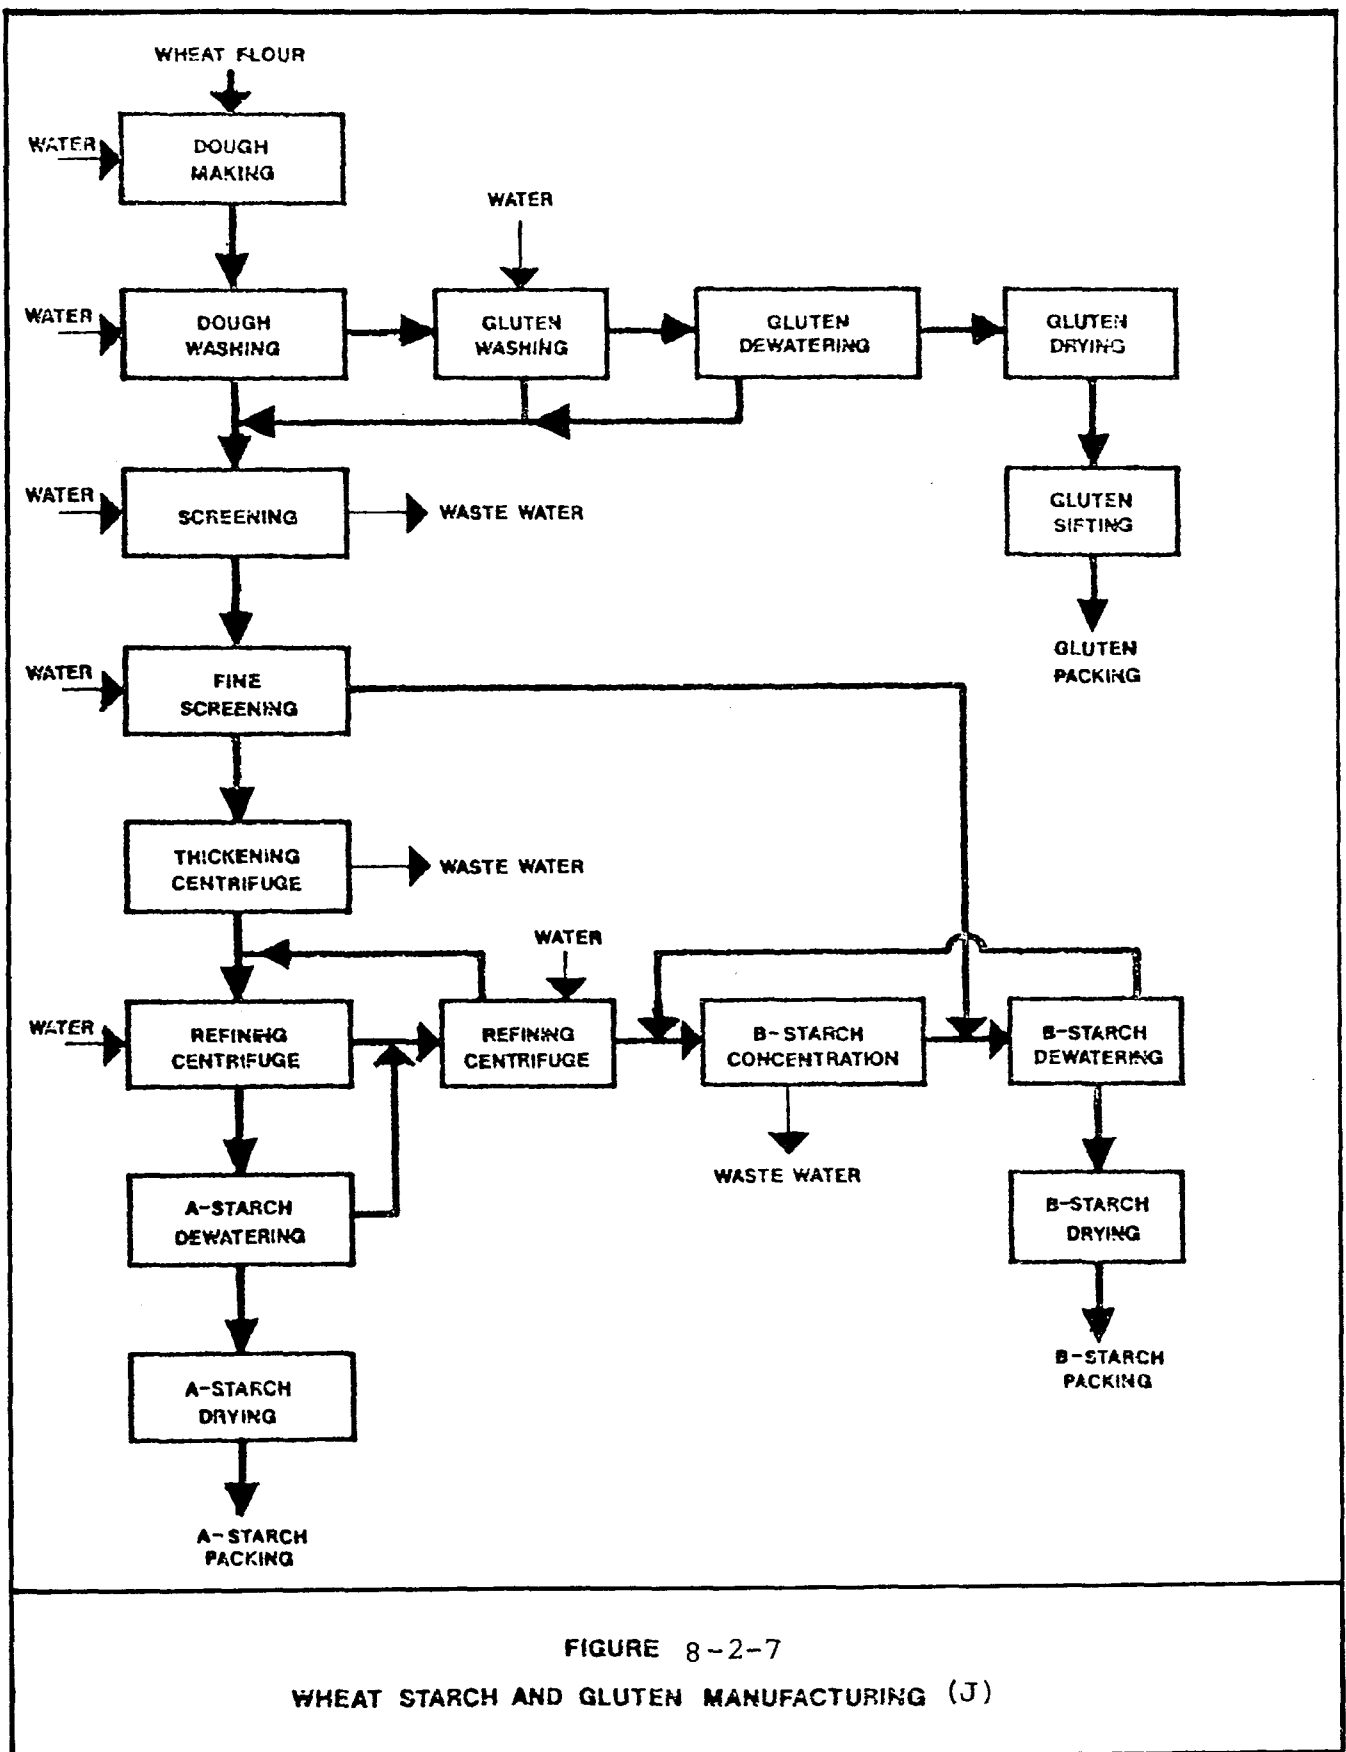 WHEAT FLOUR
WATER
DOUGH
MAKING
WATER
WATER
DOUGH
WASHING
GLUTEN
WASHING
GLUTEN
DEWATERING
GLUTEN
DRYING
WATER
SCREENING
WASTE WATER
GLUTEN
SIFTING
WATER
FINE
SCREENING
GLUTEN
PACKING
THICKENING
CENTRIFUGE
WASTE WATER
WATER
WATER
REFINEIG
CENTRIFUGE
REFINING
CENTRIFUGE
B-STARCH
CONCENTRATION
B-STARCH
DEWATERING
WASTE WATER
A-STARCH
DEWATERING
B-STARCH
DRYING
A-STARCH
DRYING
B-STARCH
PACKING
A-STARCH
PACKING
FIGURE 8-2-7
WHEAT STARCH AND GLUTEN MANUFACTURING (J)